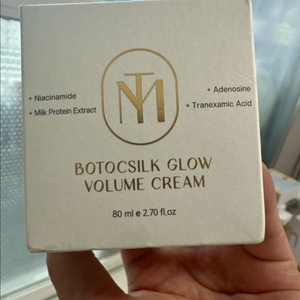 TM
+ Niacinamide
+ Milk Protein Extract
+ Adenosine
+ Tranexamic Acid
BOTOCSILK GLOW
VOLUME CREAM
80 ml e 2.70 fl.oz